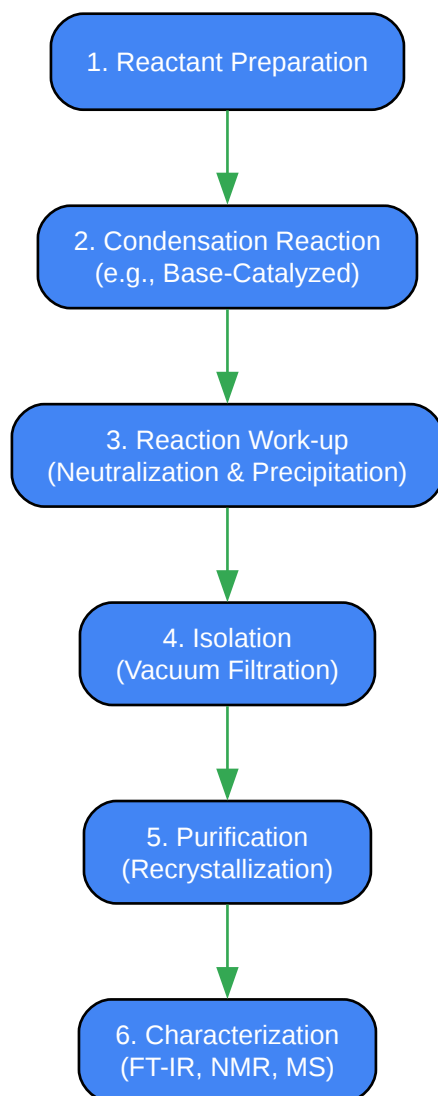 1. Reactant Preparation
2. Condensation Reaction
(e.g., Base-Catalyzed)
3. Reaction Work-up
(Neutralization & Precipitation)
4. Isolation
(Vacuum Filtration)
5. Purification
(Recrystallization)
6. Characterization
(FT-IR, NMR, MS)